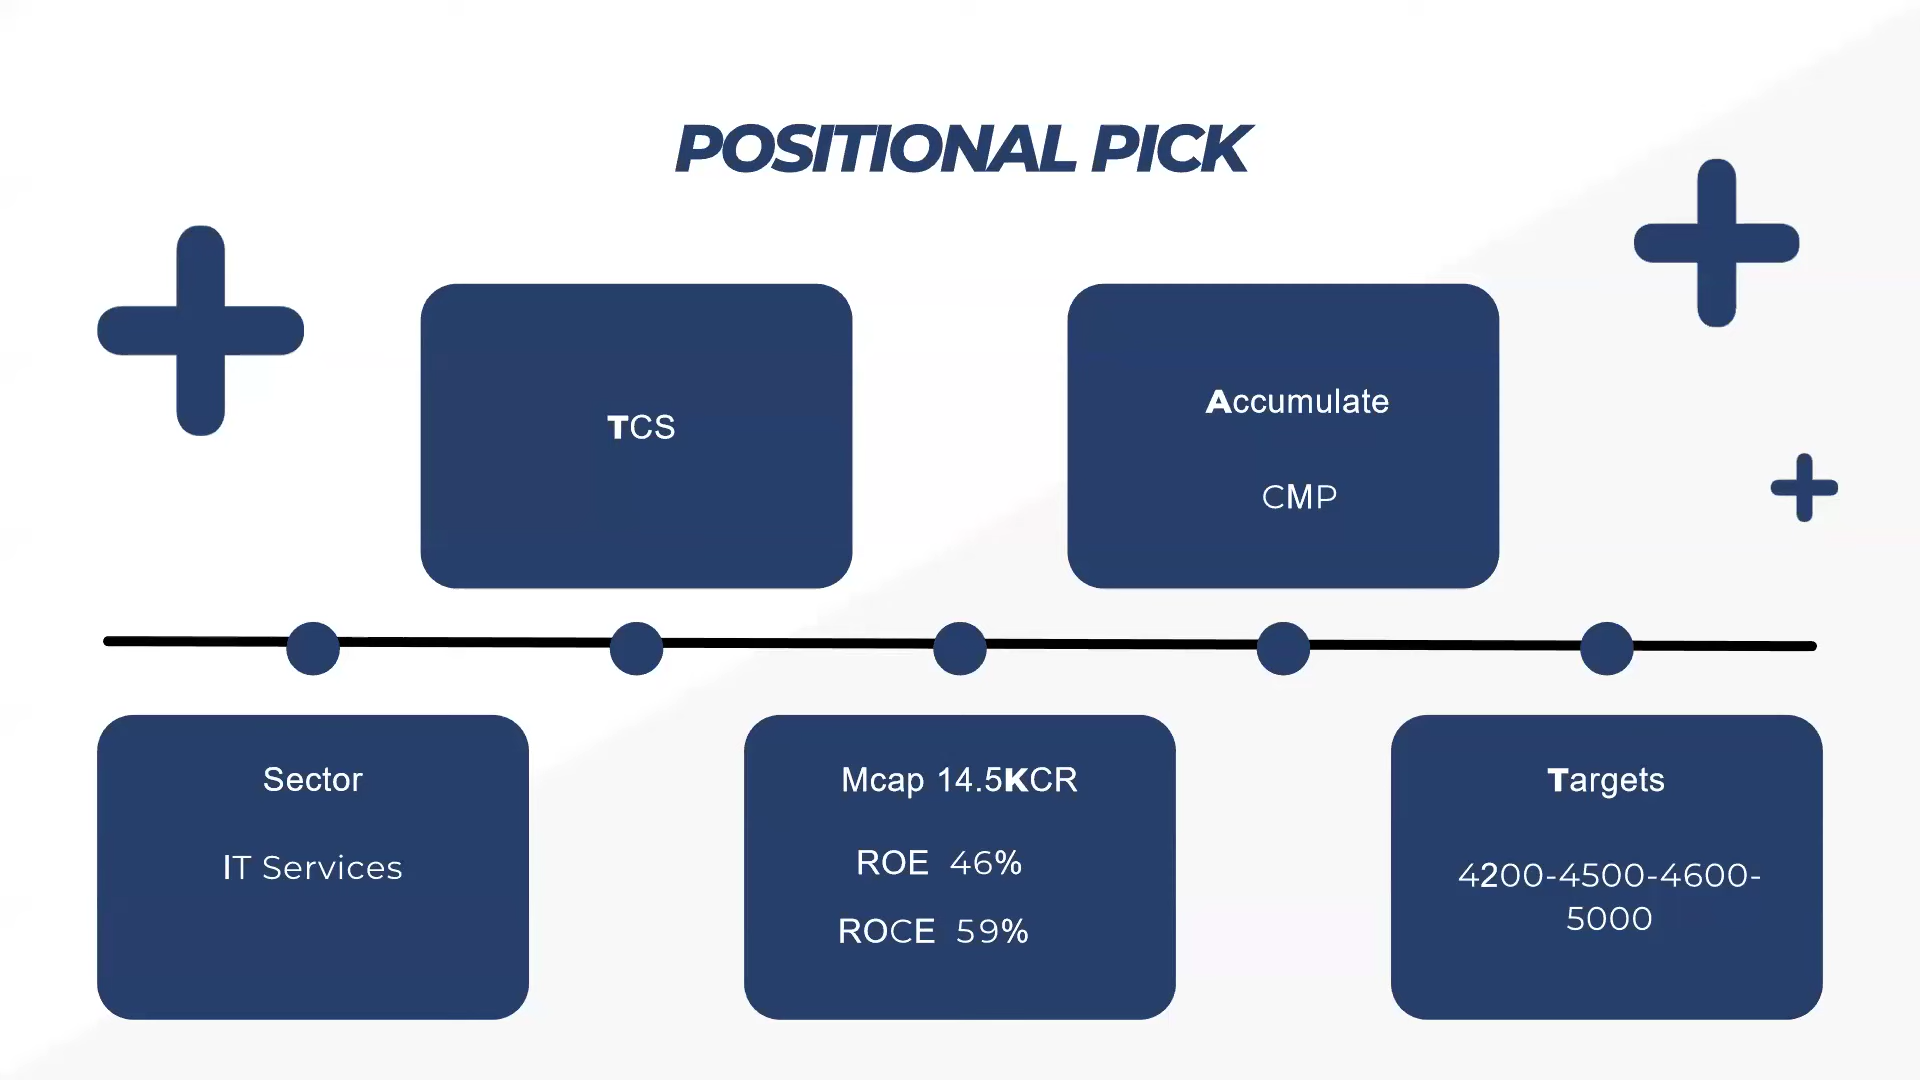 POSITIONAL PICK
TCS
Accumulate
CMP
Sector
IT Services
Mcap 14.5KCR
ROE 46%
ROCE 59%
Targets
4200-4500-4600-
5000